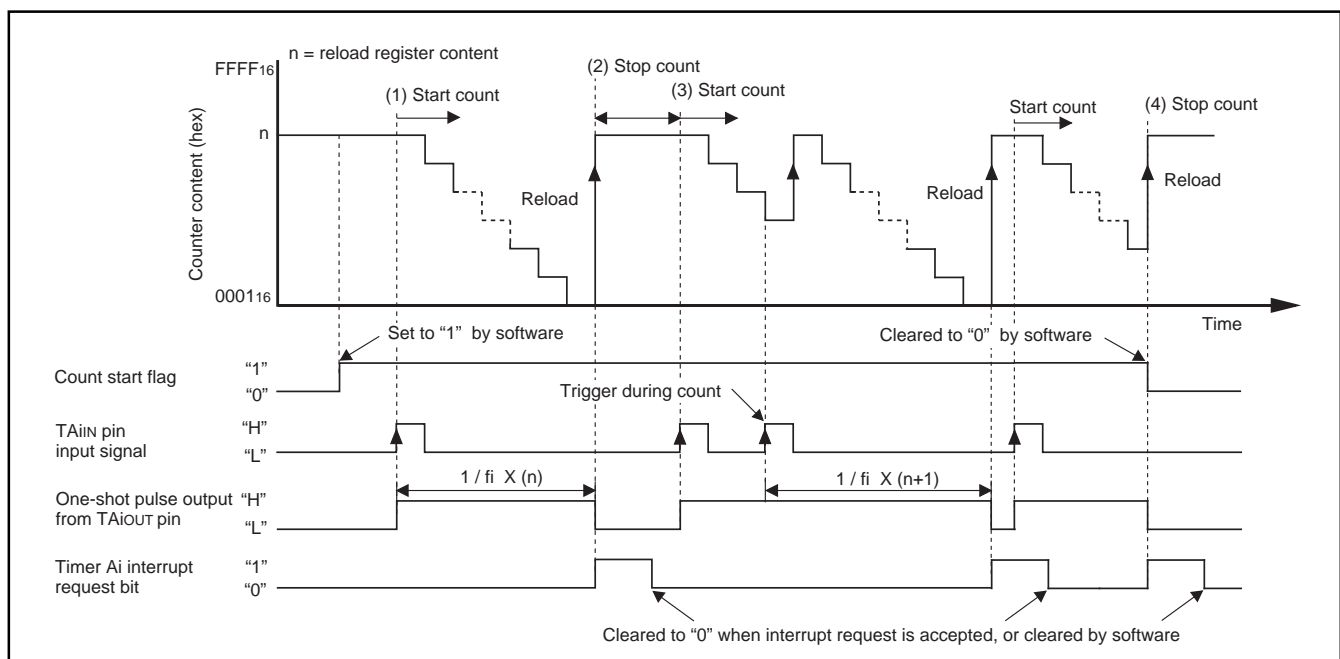 n = reload register content
FFFF16
(1) Start count
(2) Stop count
(3) Start count
Start count
(4) Stop count
n
Counter content (hex)
Reload
Reload
Reload
000116
Time
Set to “1” by software
Cleared to “0” by software
Count start flag
“1”
“0”
Trigger during count
TAiIN pin
input signal
“H”
“L”
1 / fi X (n)
1 / fi X (n+1)
One-shot pulse output
from TAiOUT pin
“H”
“L”
Timer Ai interrupt
request bit
“1”
“0”
Cleared to “0” when interrupt request is accepted, or cleared by software